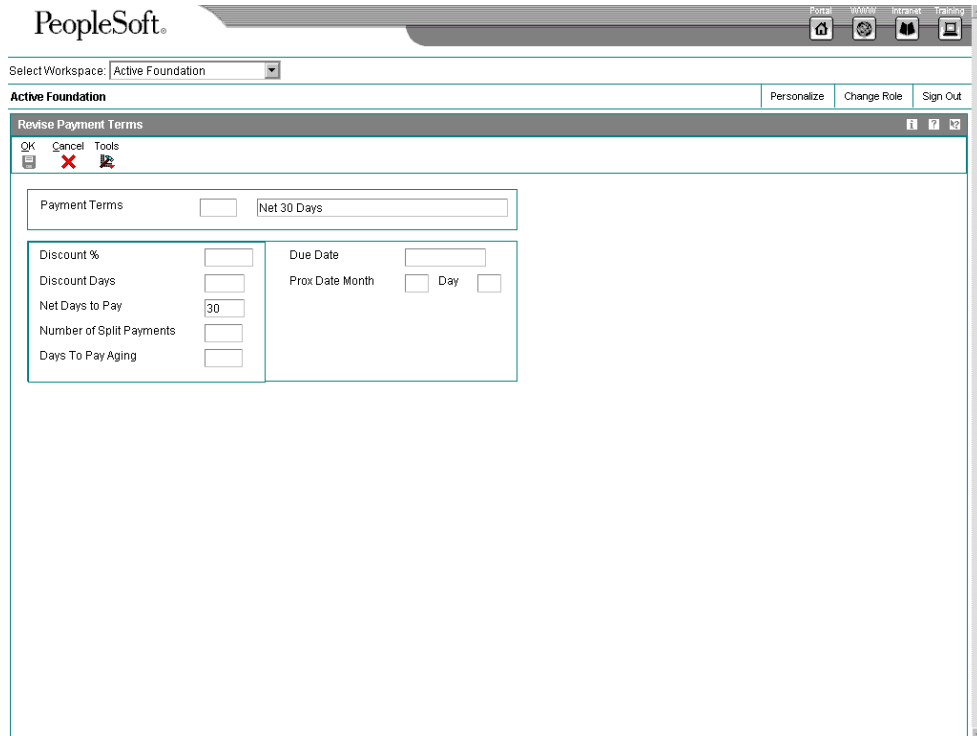 Portal WWW Intranet Training
PeopleSoft®
Select Workspace: Active Foundation
Active Foundation Personalize Change Role Sign Out
Revise Payment Terms
OK Cancel Tools
Payment Terms Net 30 Days
Discount % Due Date
Discount Days Prox Date Month Day
Net Days to Pay 30
Number of Split Payments
Days To Pay Aging